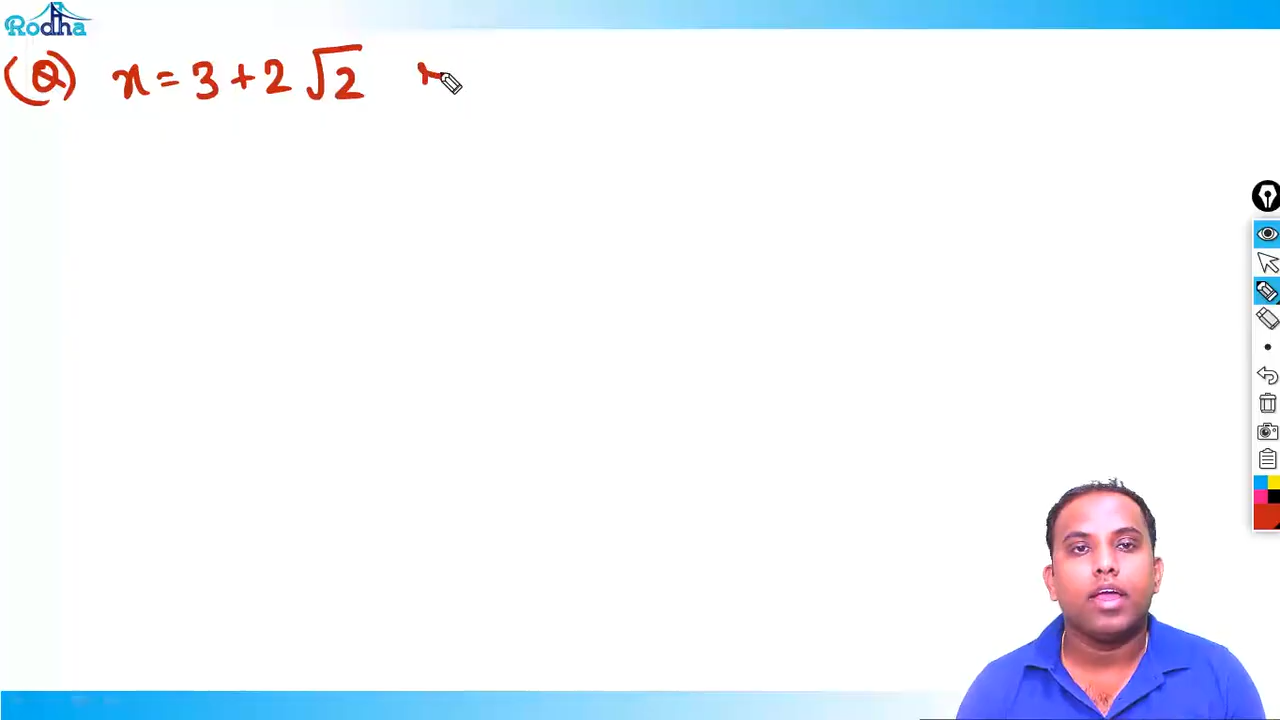 Rodha
(Q) x = 3 + 2 √2